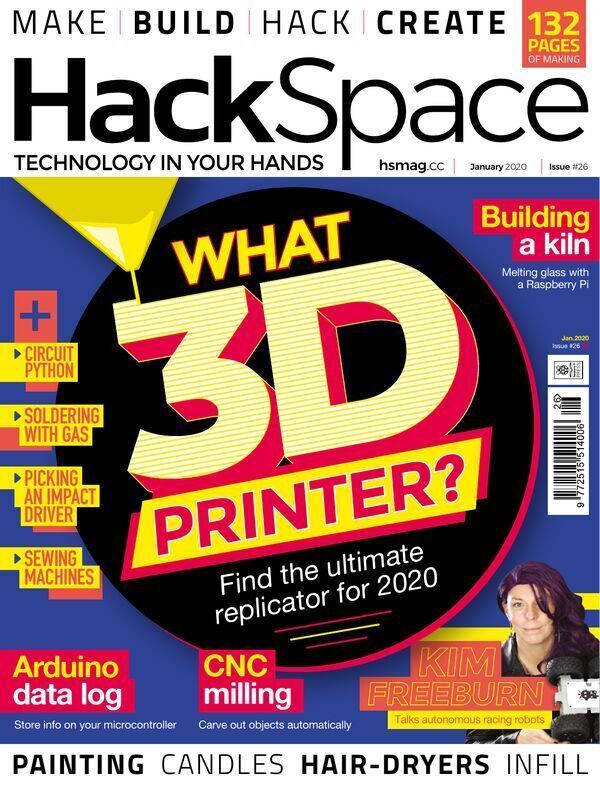 MAKE | BUILD | HACK | CREATE
132
PAGES
OF MAKING
HackSpace
TECHNOLOGY IN YOUR HANDS
hsmag.cc | January 2020 | Issue #26
Building
a kiln
Melting glass with
a Raspberry Pi
WHAT
3D
PRINTER?
Find the ultimate
replicator for 2020
+
CIRCUIT
PYTHON
SOLDERING
WITH GAS
PICKING
AN IMPACT
DRIVER
SEWING
MACHINES
Jan.2020
Issue #26
26
9 772515 514006
Arduino
data log
Store info on your microcontroller
CNC
milling
Carve out objects automatically
KIM
FREEBURN
Talks autonomous racing robots
PAINTING CANDLES HAIR-DRYERS INFILL